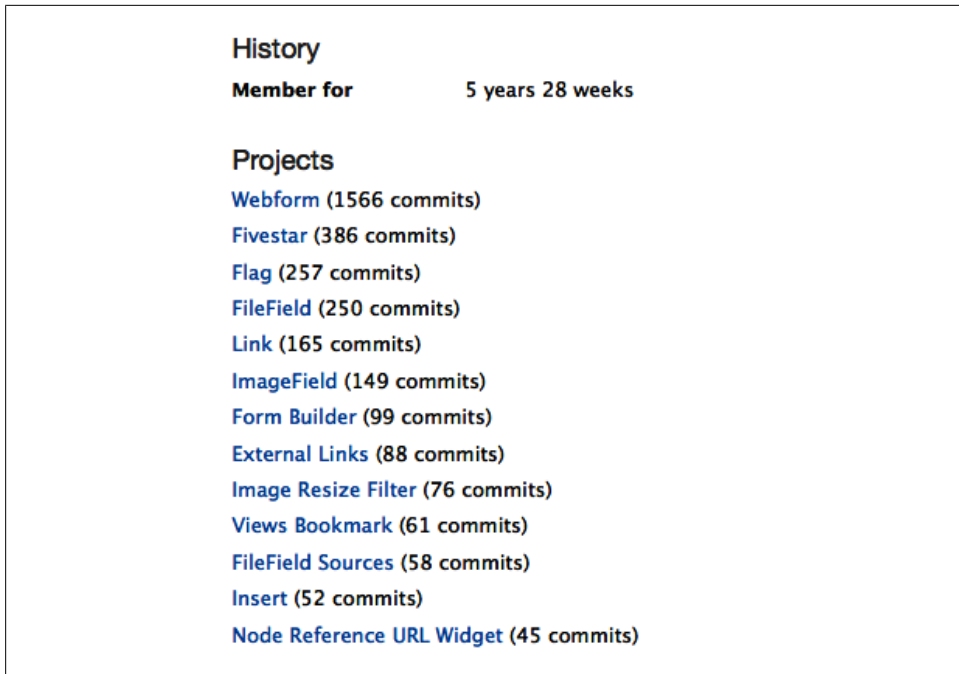 History
Member for 5 years 28 weeks
Projects
Webform (1566 commits)
Fivestar (386 commits)
Flag (257 commits)
FileField (250 commits)
Link (165 commits)
ImageField (149 commits)
Form Builder (99 commits)
External Links (88 commits)
Image Resize Filter (76 commits)
Views Bookmark (61 commits)
FileField Sources (58 commits)
Insert (52 commits)
Node Reference URL Widget (45 commits)